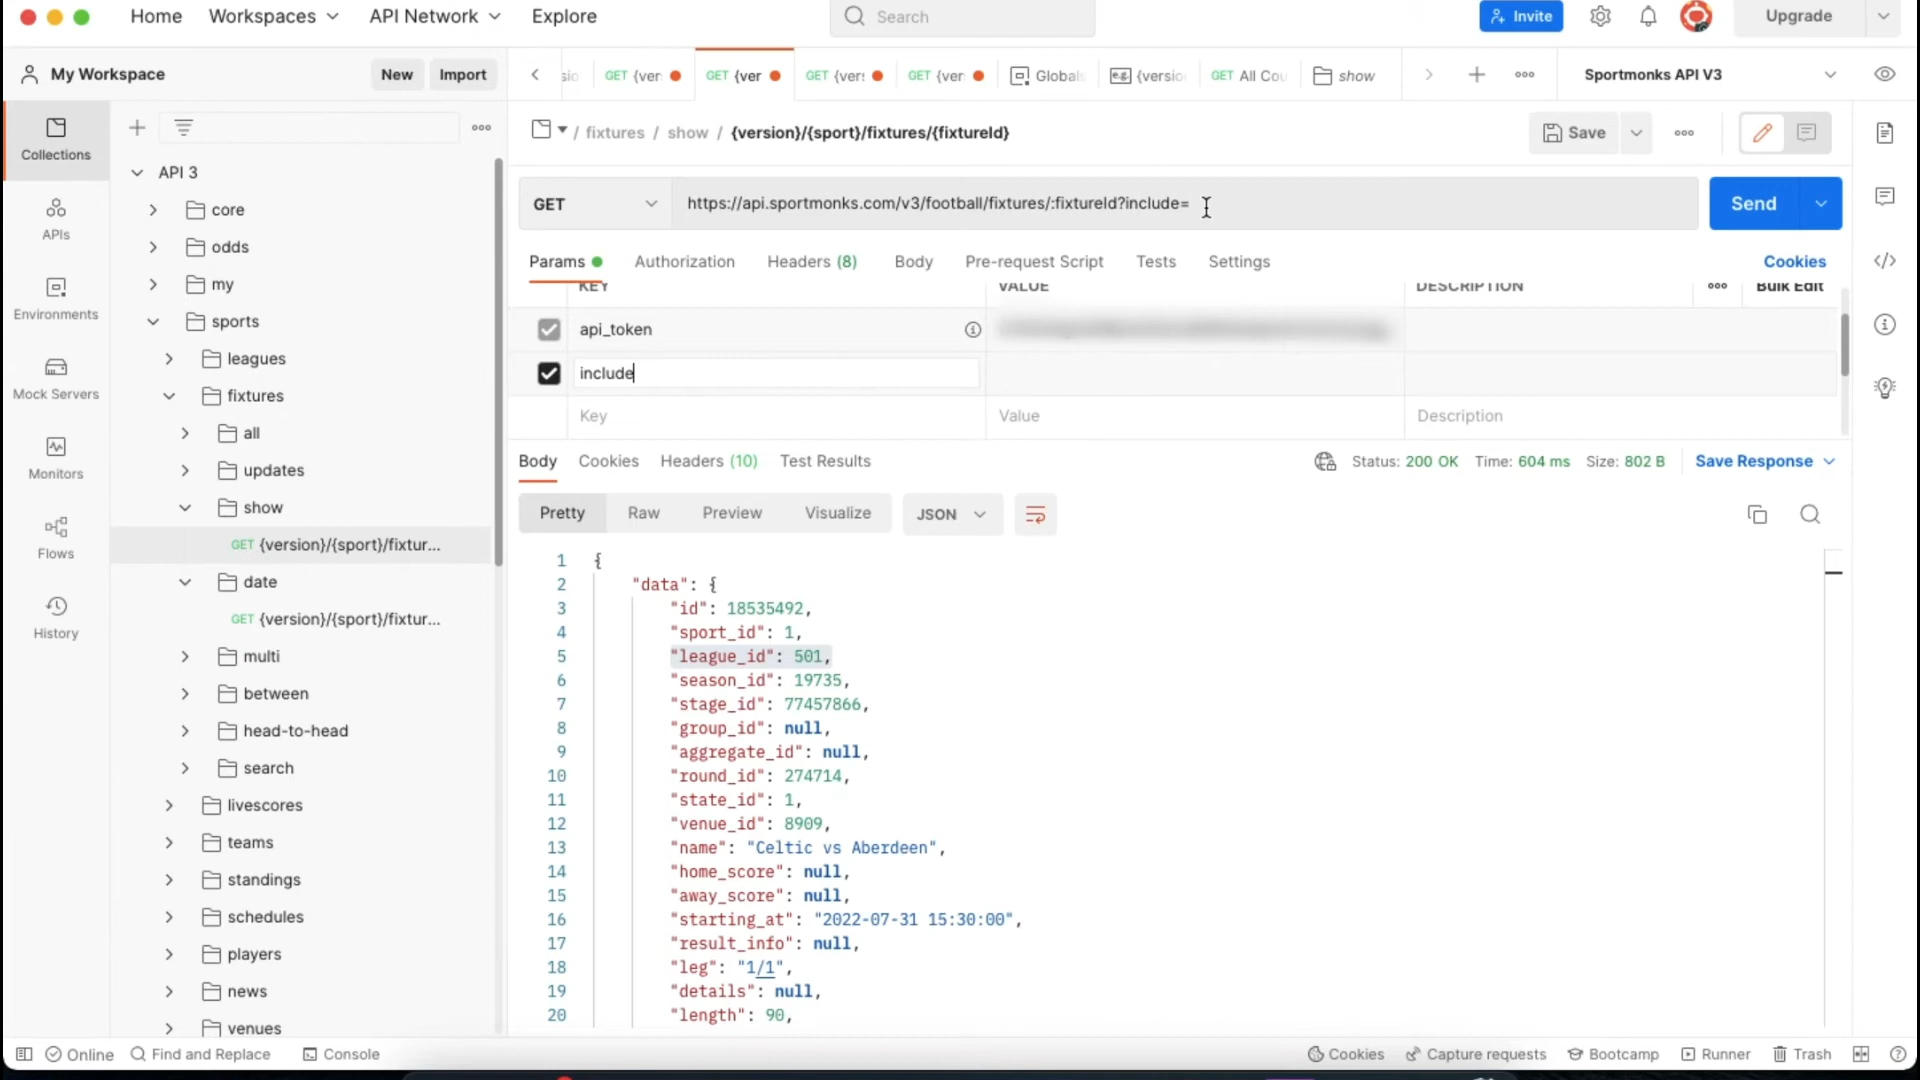 Home Workspaces API Network Explore Search Invite Upgrade
My Workspace New Import
GET {ver GET {ver GET {vers GET {ver Globals {versio GET All Cou show Sportmonks API V3
/ fixtures / show / {version}/{sport}/fixtures/{fixtureId} Save
GET https://api.sportmonks.com/v3/football/fixtures/:fixtureId?include= Send
Params Authorization Headers (8) Body Pre-request Script Tests Settings Cookies
KEY VALUE DESCRIPTION Bulk Edit
api_token
include
Key Value Description
Body Cookies Headers (10) Test Results Status: 200 OK Time: 604 ms Size: 802 B Save Response
Pretty Raw Preview Visualize JSON
1 {
2 "data": {
3 "id": 18535492,
4 "sport_id": 1,
5 "league_id": 501,
6 "season_id": 19735,
7 "stage_id": 77457866,
8 "group_id": null,
9 "aggregate_id": null,
10 "round_id": 274714,
11 "state_id": 1,
12 "venue_id": 8909,
13 "name": "Celtic vs Aberdeen",
14 "home_score": null,
15 "away_score": null,
16 "starting_at": "2022-07-31 15:30:00",
17 "result_info": null,
18 "leg": "1/1",
19 "details": null,
20 "length": 90,
Collections
APIs
Environments
Mock Servers
Monitors
Flows
History
API 3
core
odds
my
sports
leagues
fixtures
all
updates
show
GET {version}/{sport}/fixtur...
date
GET {version}/{sport}/fixtur...
multi
between
head-to-head
search
livescores
teams
standings
schedules
players
news
venues
Online Find and Replace Console Cookies Capture requests Bootcamp Runner Trash